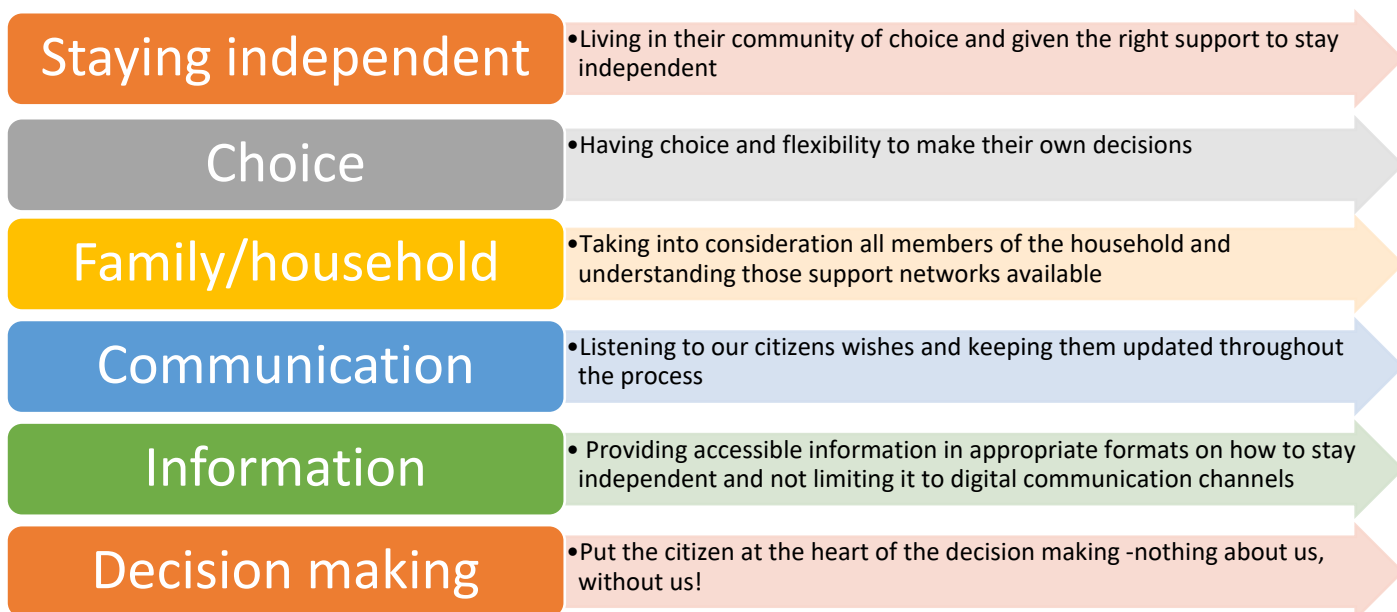 Staying independent
•Living in their community of choice and given the right support to stay
independent
Choice
•Having choice and flexibility to make their own decisions
Family/household
•Taking into consideration all members of the household and
understanding those support networks available
Communication
•Listening to our citizens wishes and keeping them updated throughout
the process
Information
• Providing accessible information in appropriate formats on how to stay
independent and not limiting it to digital communication channels
Decision making
•Put the citizen at the heart of the decision making -nothing about us,
without us!